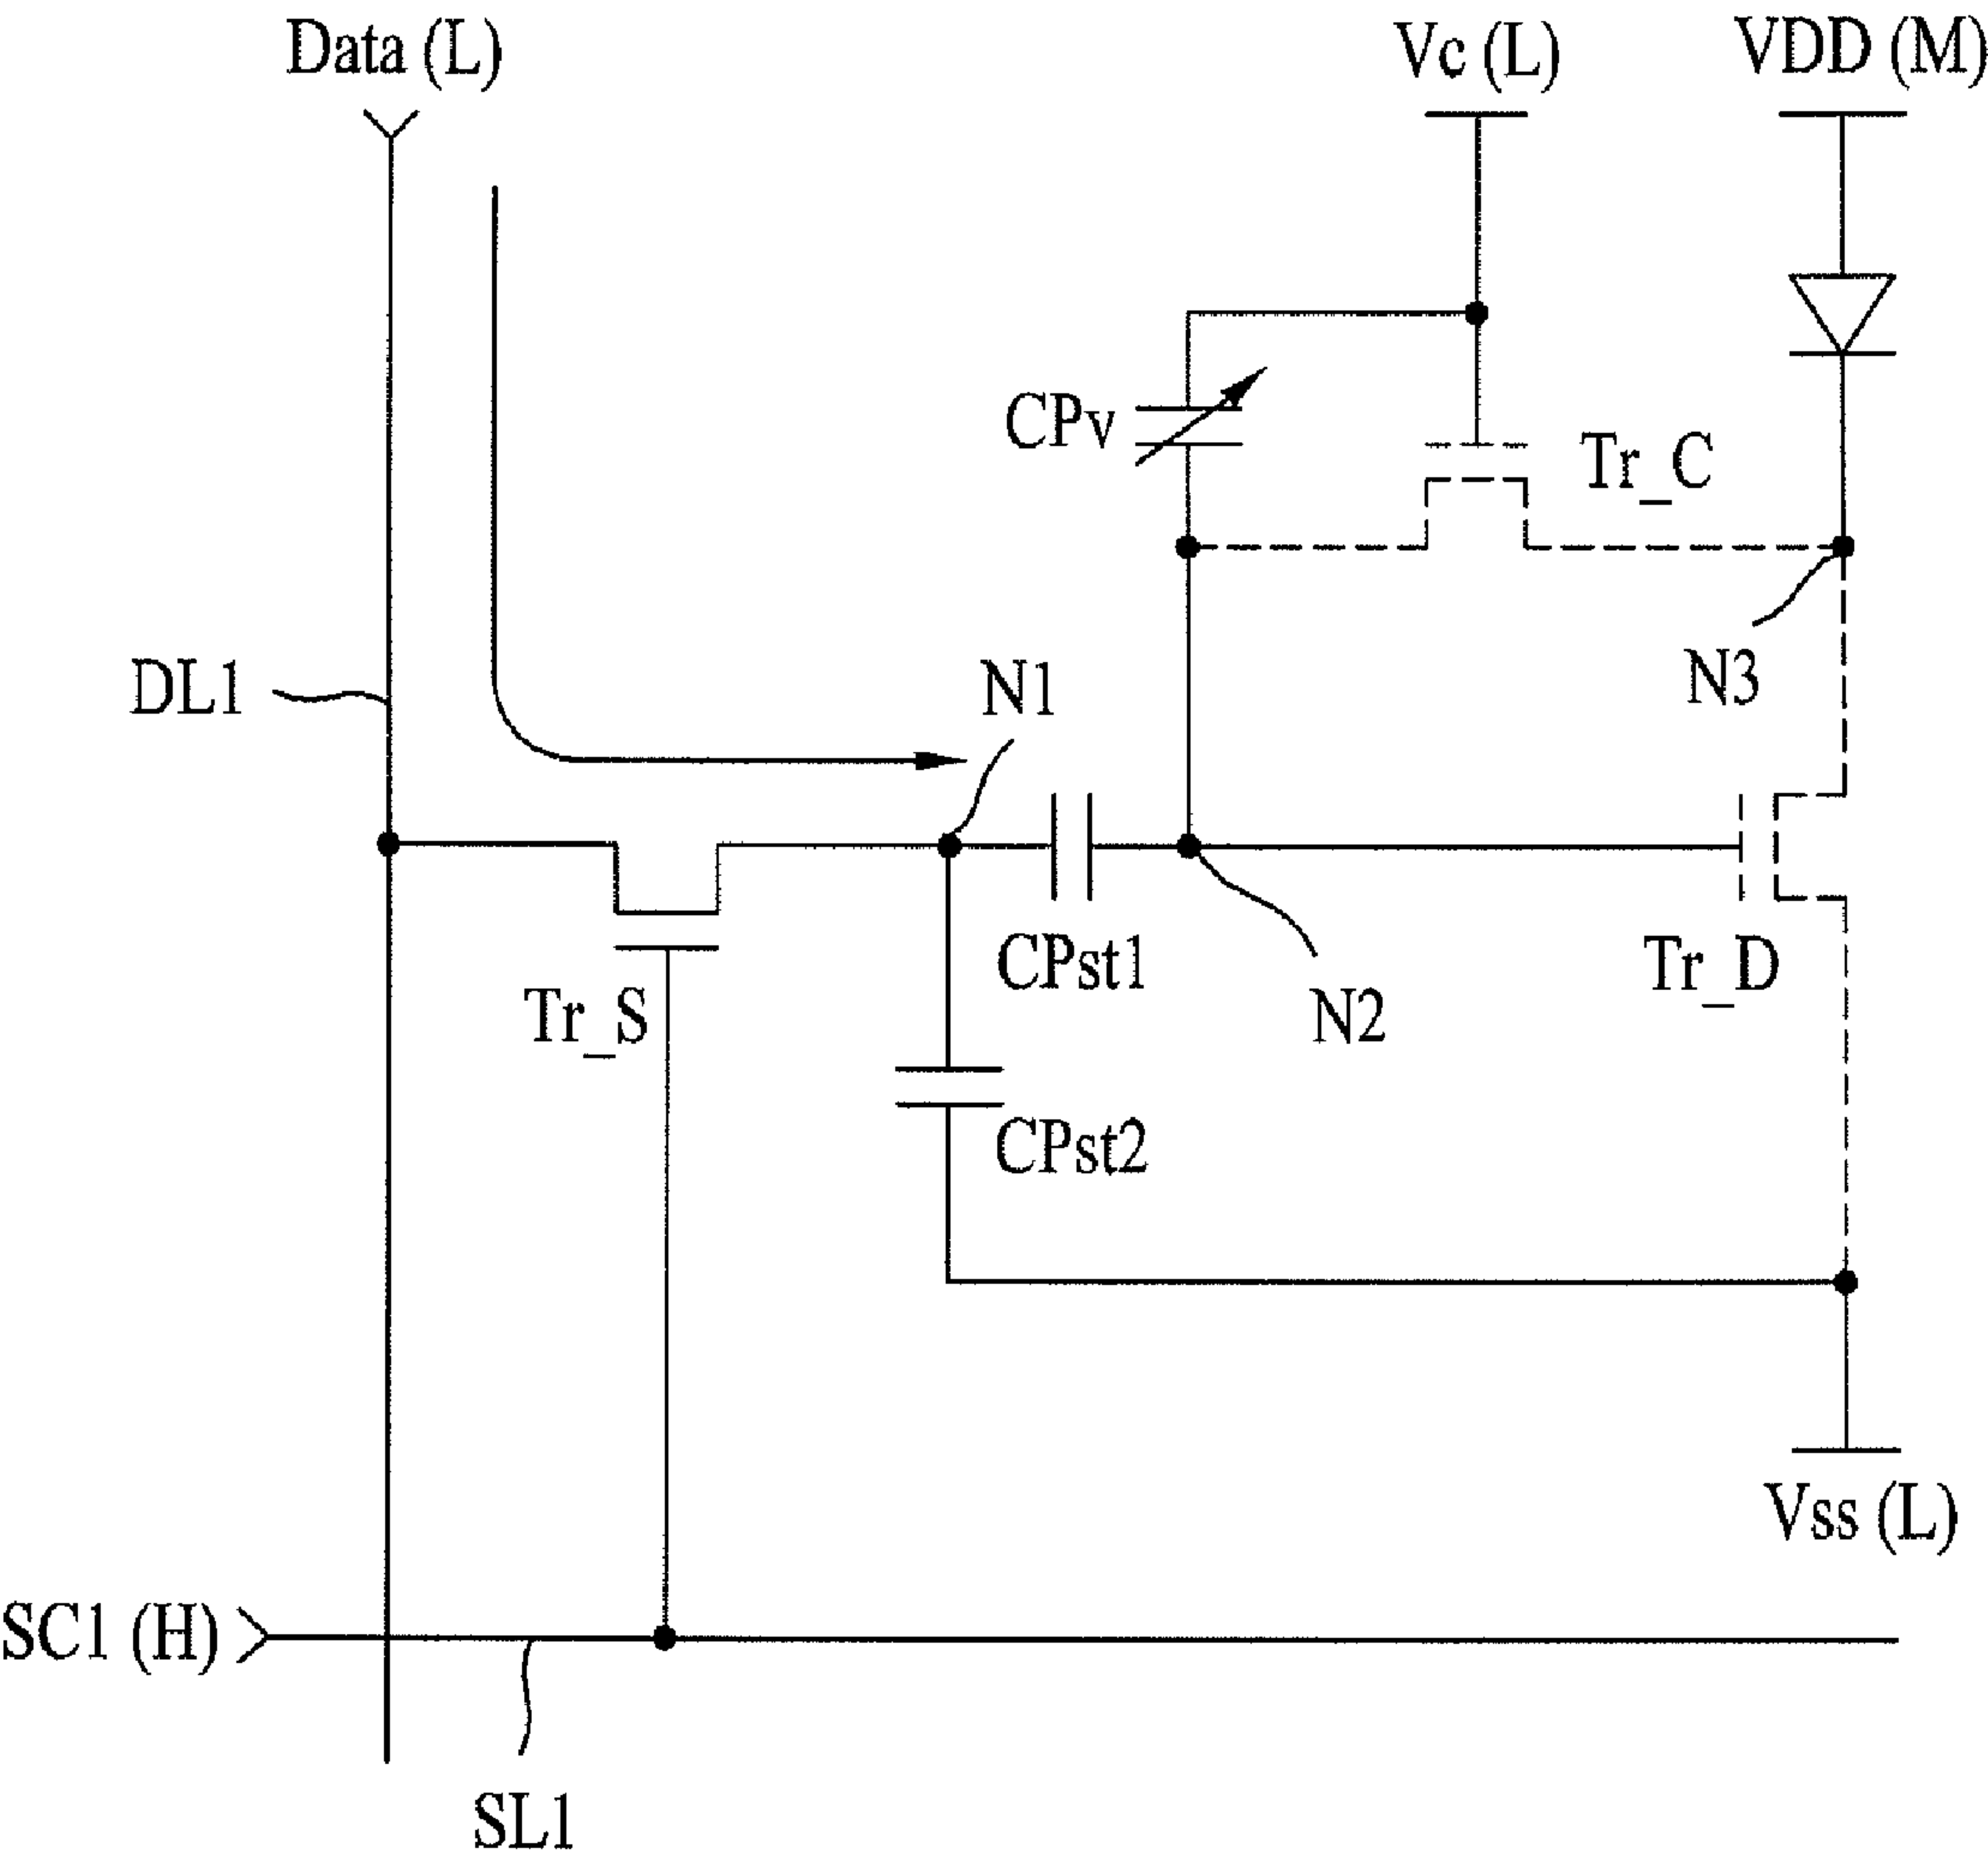 Data (L)
Vc (L)
VDD (M)
CPv
Tr_C
DL1
N1
N3
CPst1
Tr_D
Tr_S
N2
CPst2
Vss (L)
SC1 (H)
SL1